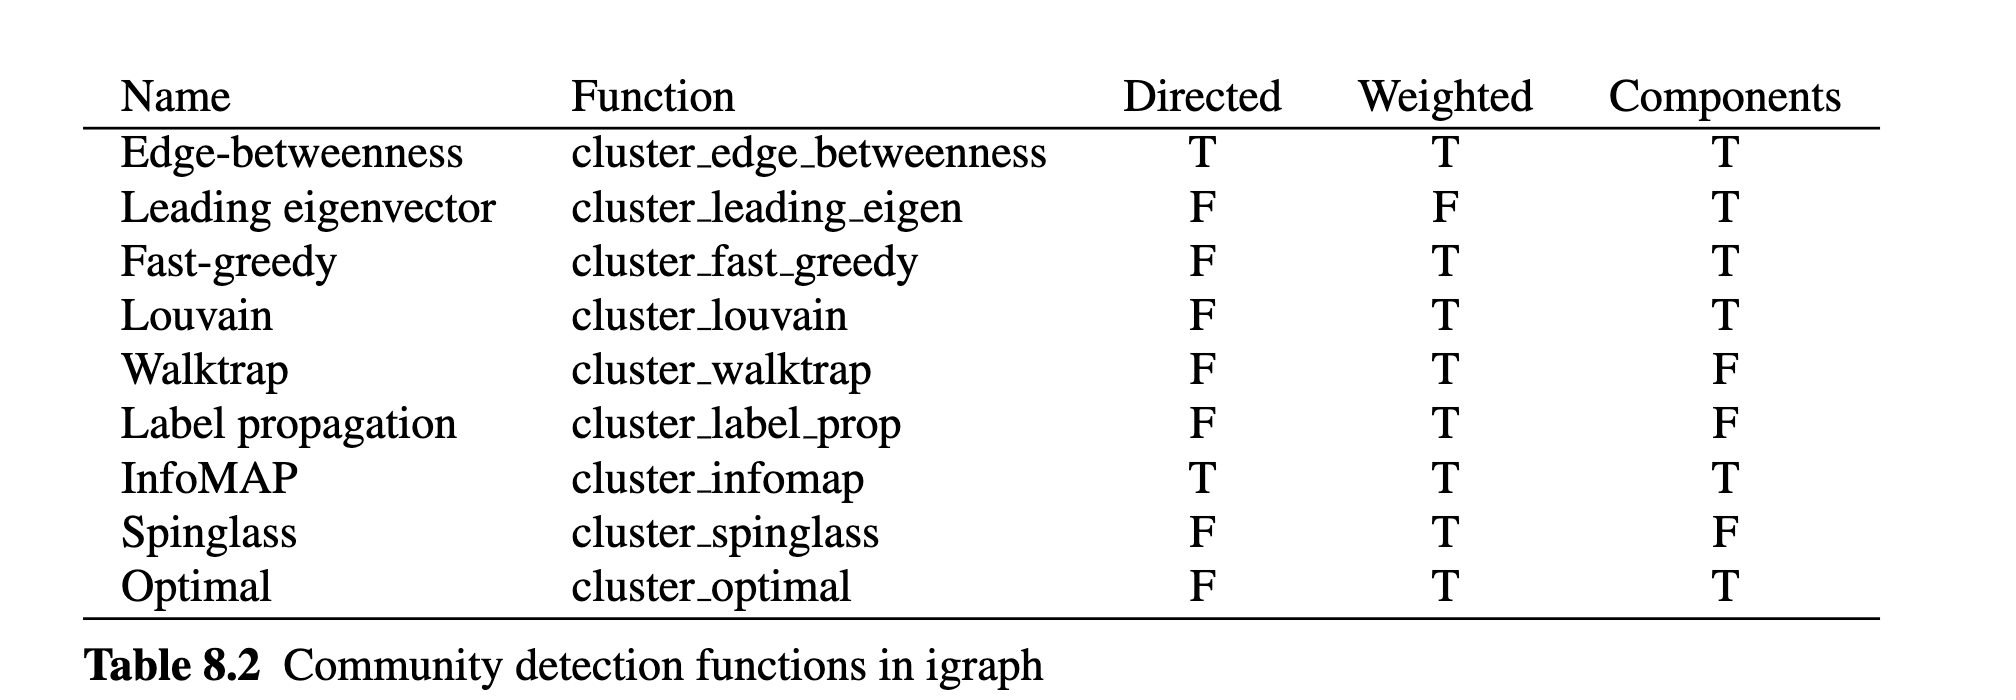 Name Function Directed Weighted Components
Edge-betweenness cluster_edge_betweenness T T T
Leading eigenvector cluster_leading_eigen F F T
Fast-greedy cluster_fast_greedy F T T
Louvain cluster_louvain F T T
Walktrap cluster_walktrap F T F
Label propagation cluster_label_prop F T F
InfoMAP cluster_infomap T T T
Spinglass cluster_spinglass F T F
Optimal cluster_optimal F T T
Table 8.2 Community detection functions in igraph